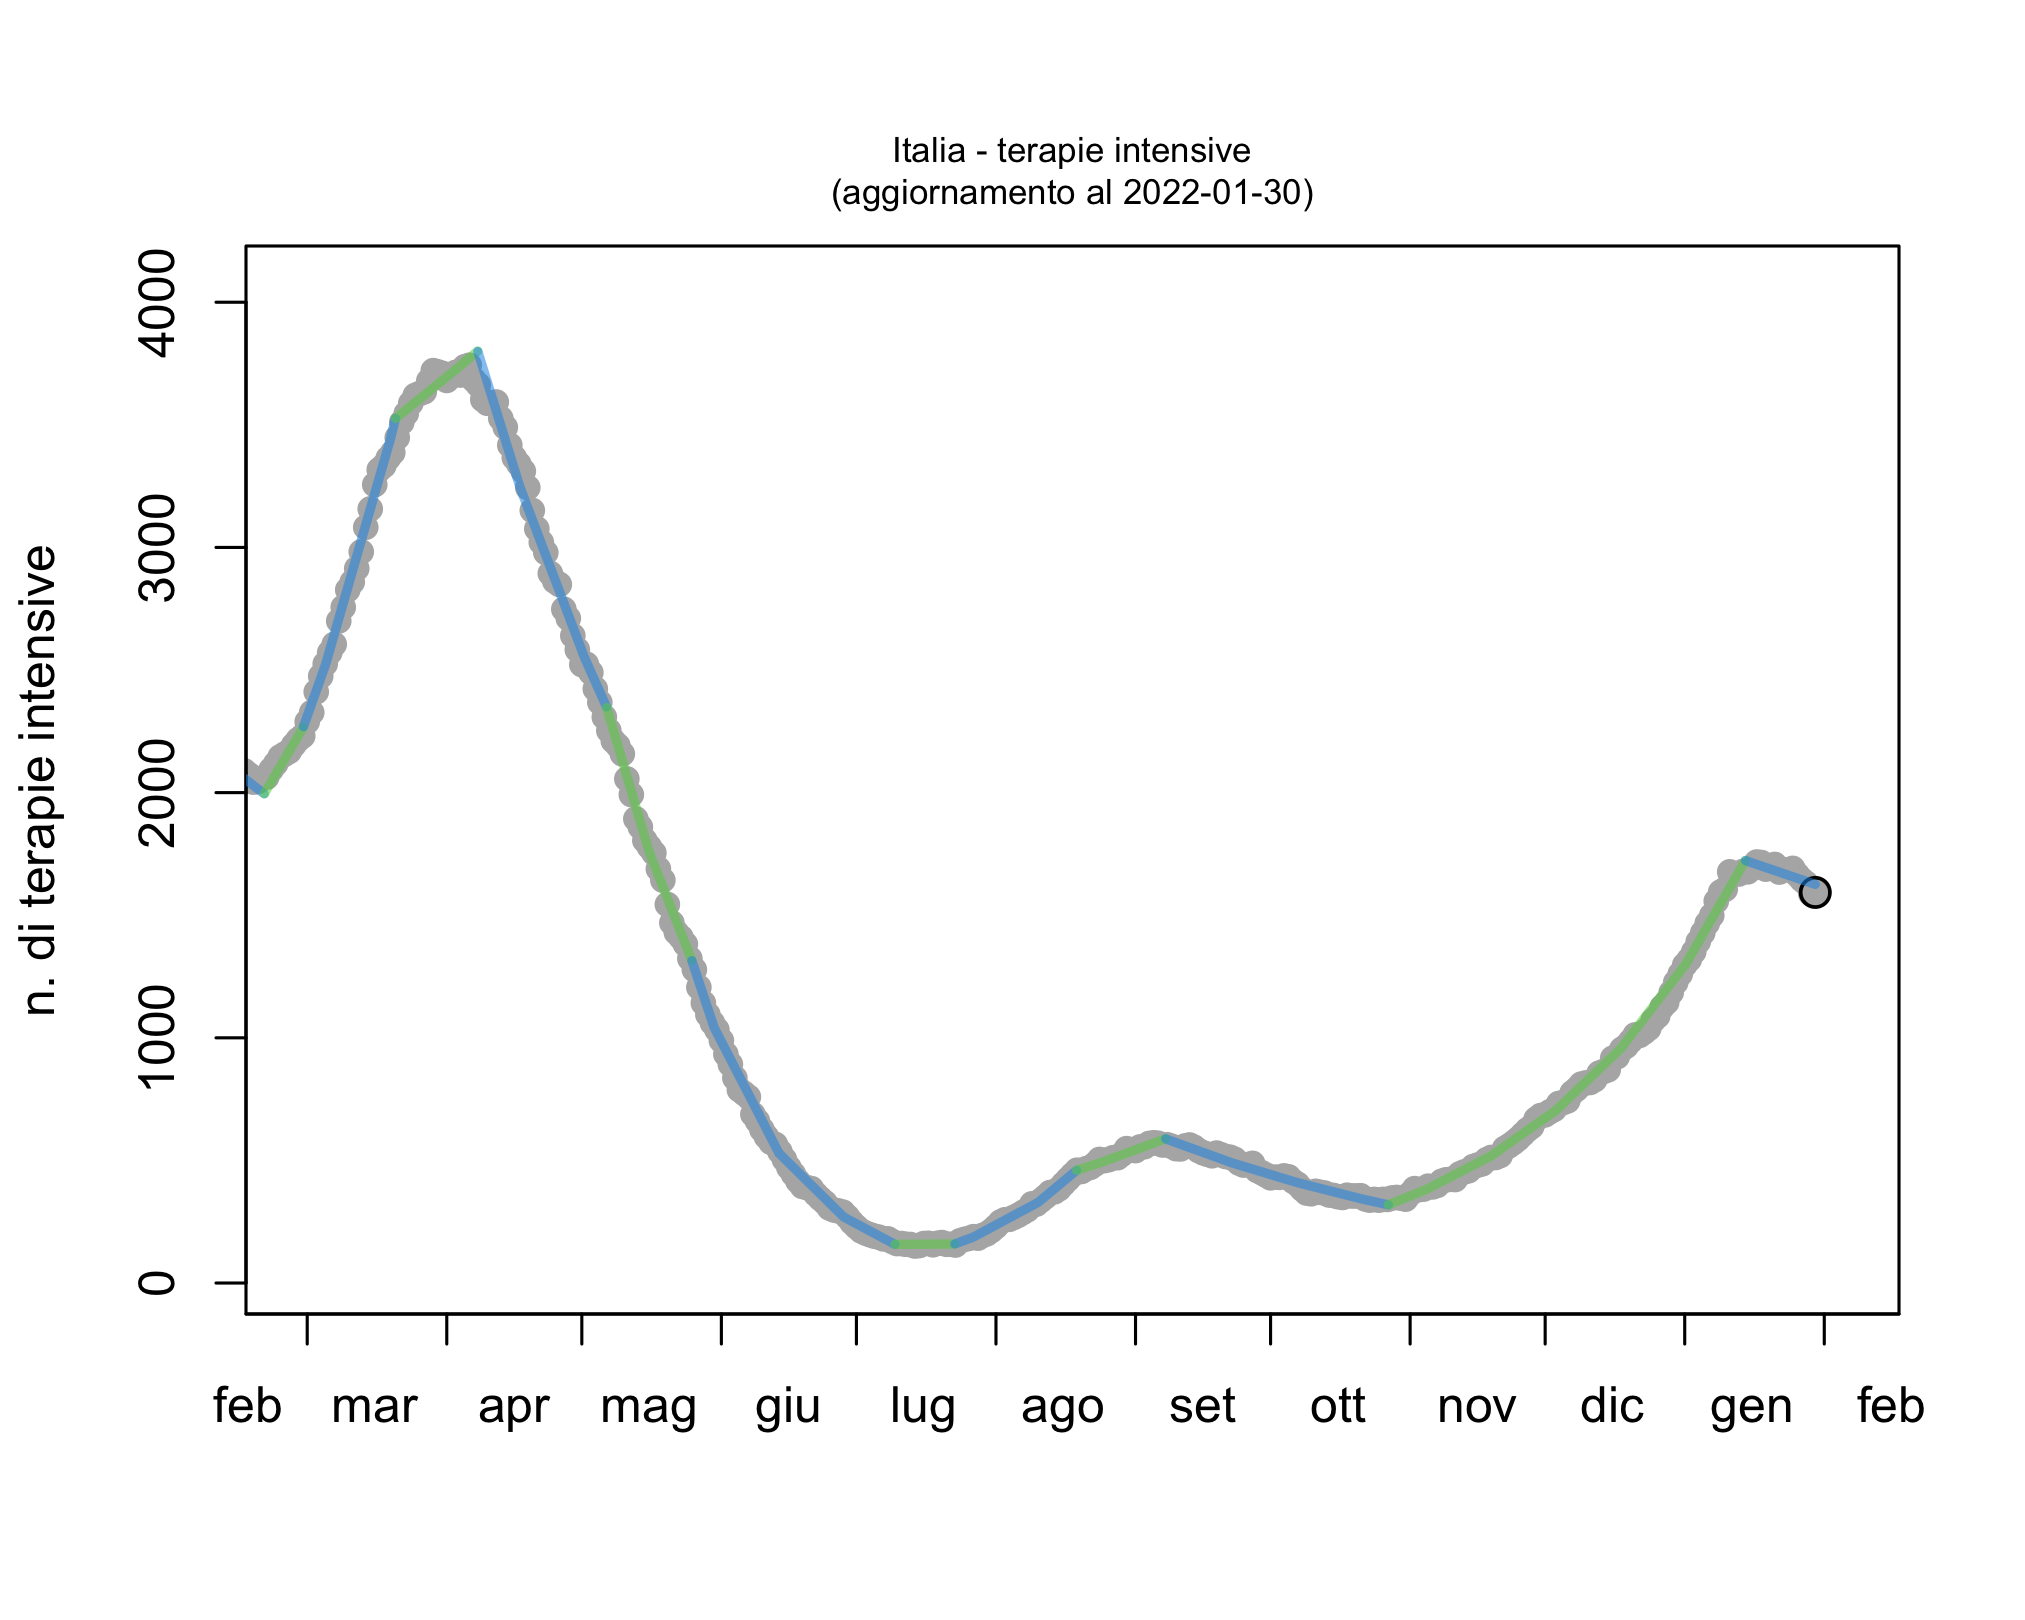 Italia - terapie intensive
(aggiornamento al 2022-01-30)
4000
3000
2000
1000
0
n. di terapie intensive
feb mar apr mag giu lug ago set ott nov dic gen feb